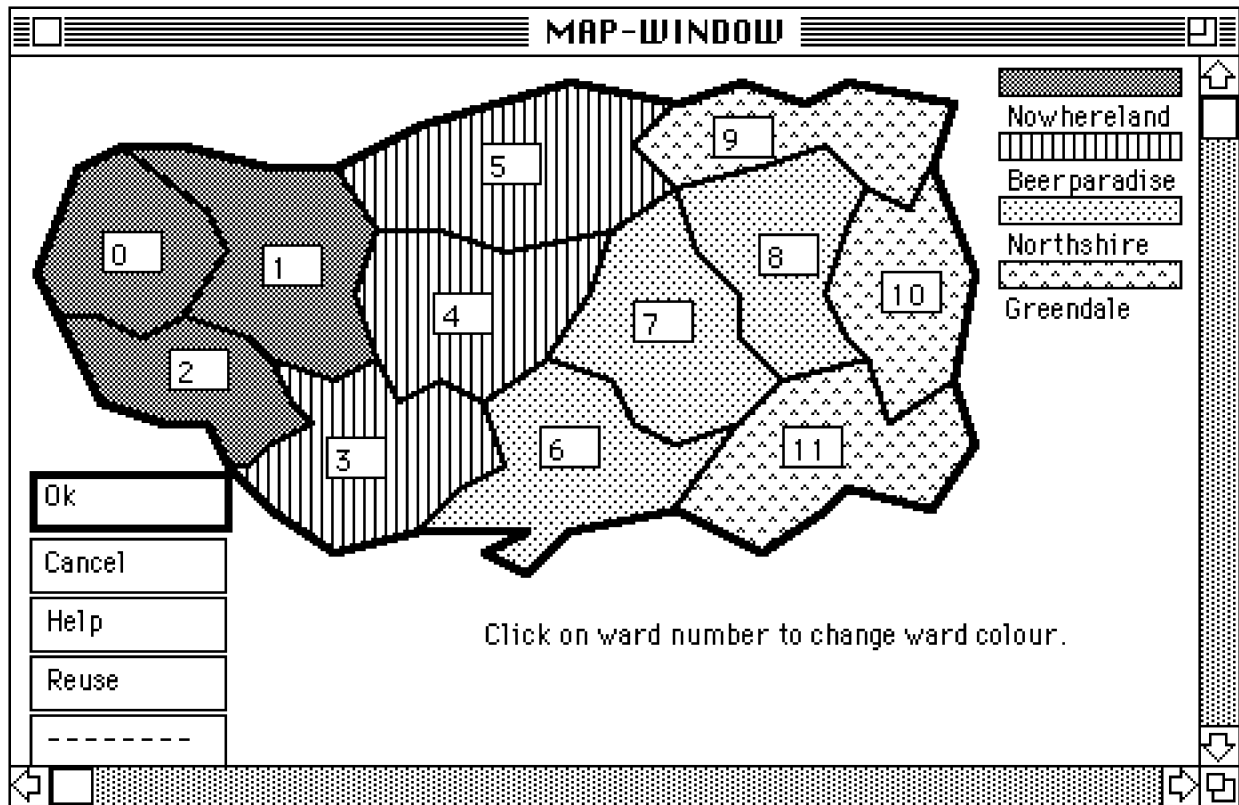 MAP-WINDOW
Nowhereland
Beerparadise
Northshire
Greendale
9
5
0
1
8
10
4
7
2
11
6
3
Ok
Cancel
Help
Reuse
--------
Click on ward number to change ward colour.